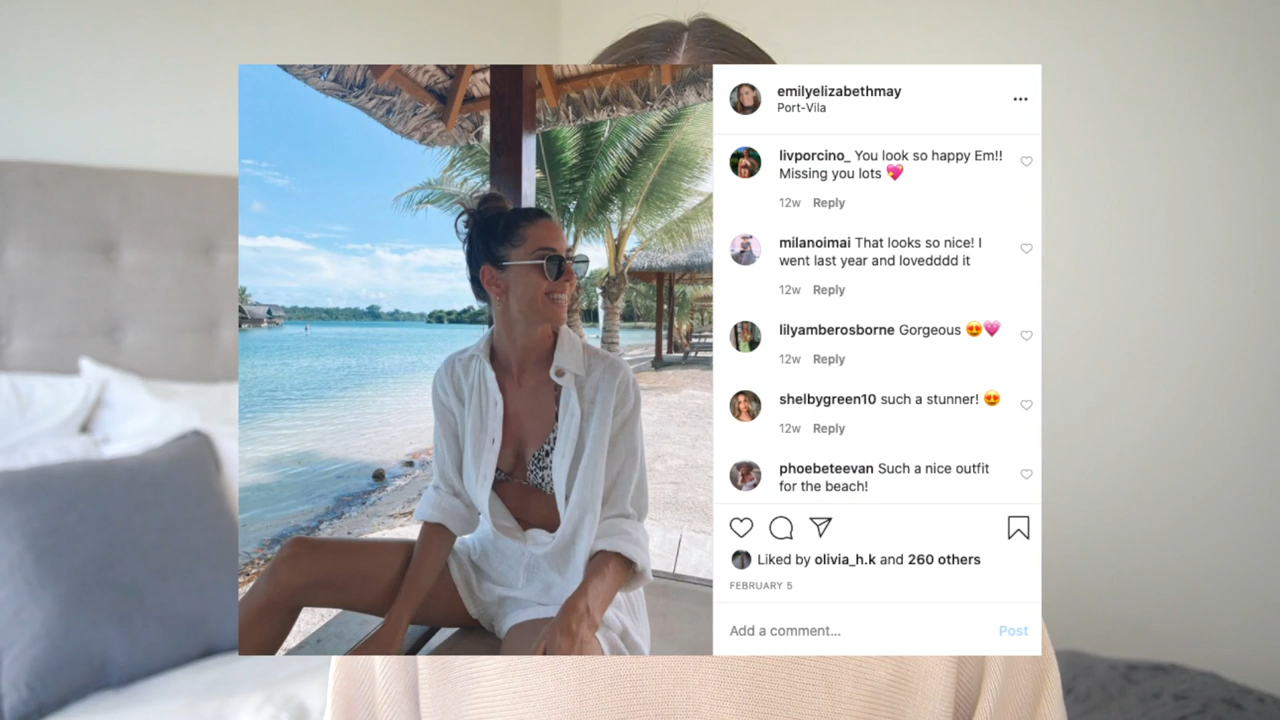 emilyelizabethmay
Port-Vila
livporcino_ You look so happy Em!!
Missing you lots 💖
12w Reply
milanoimai That looks so nice! I
went last year and lovedddd it
12w Reply
lilyamberosborne Gorgeous 😍💗
12w Reply
shelbygreen10 such a stunner! 😍
12w Reply
phoebeteevan Such a nice outfit
for the beach!
Liked by olivia_h.k and 260 others
FEBRUARY 5
Add a comment...
Post